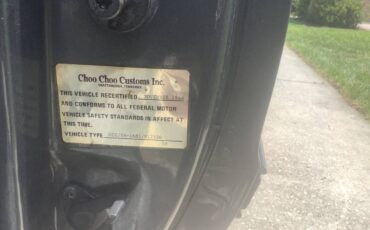 Choo Choo Customs Inc.
CHATTANOOGA, TENNESSEE
THIS VEHICLE RECERTIFIED
AND CONFORMS TO ALL FEDERAL MOTOR
VEHICLE SAFETY STANDARDS IN AFFECT AT
THIS TIME.
VEHICLE TYPE